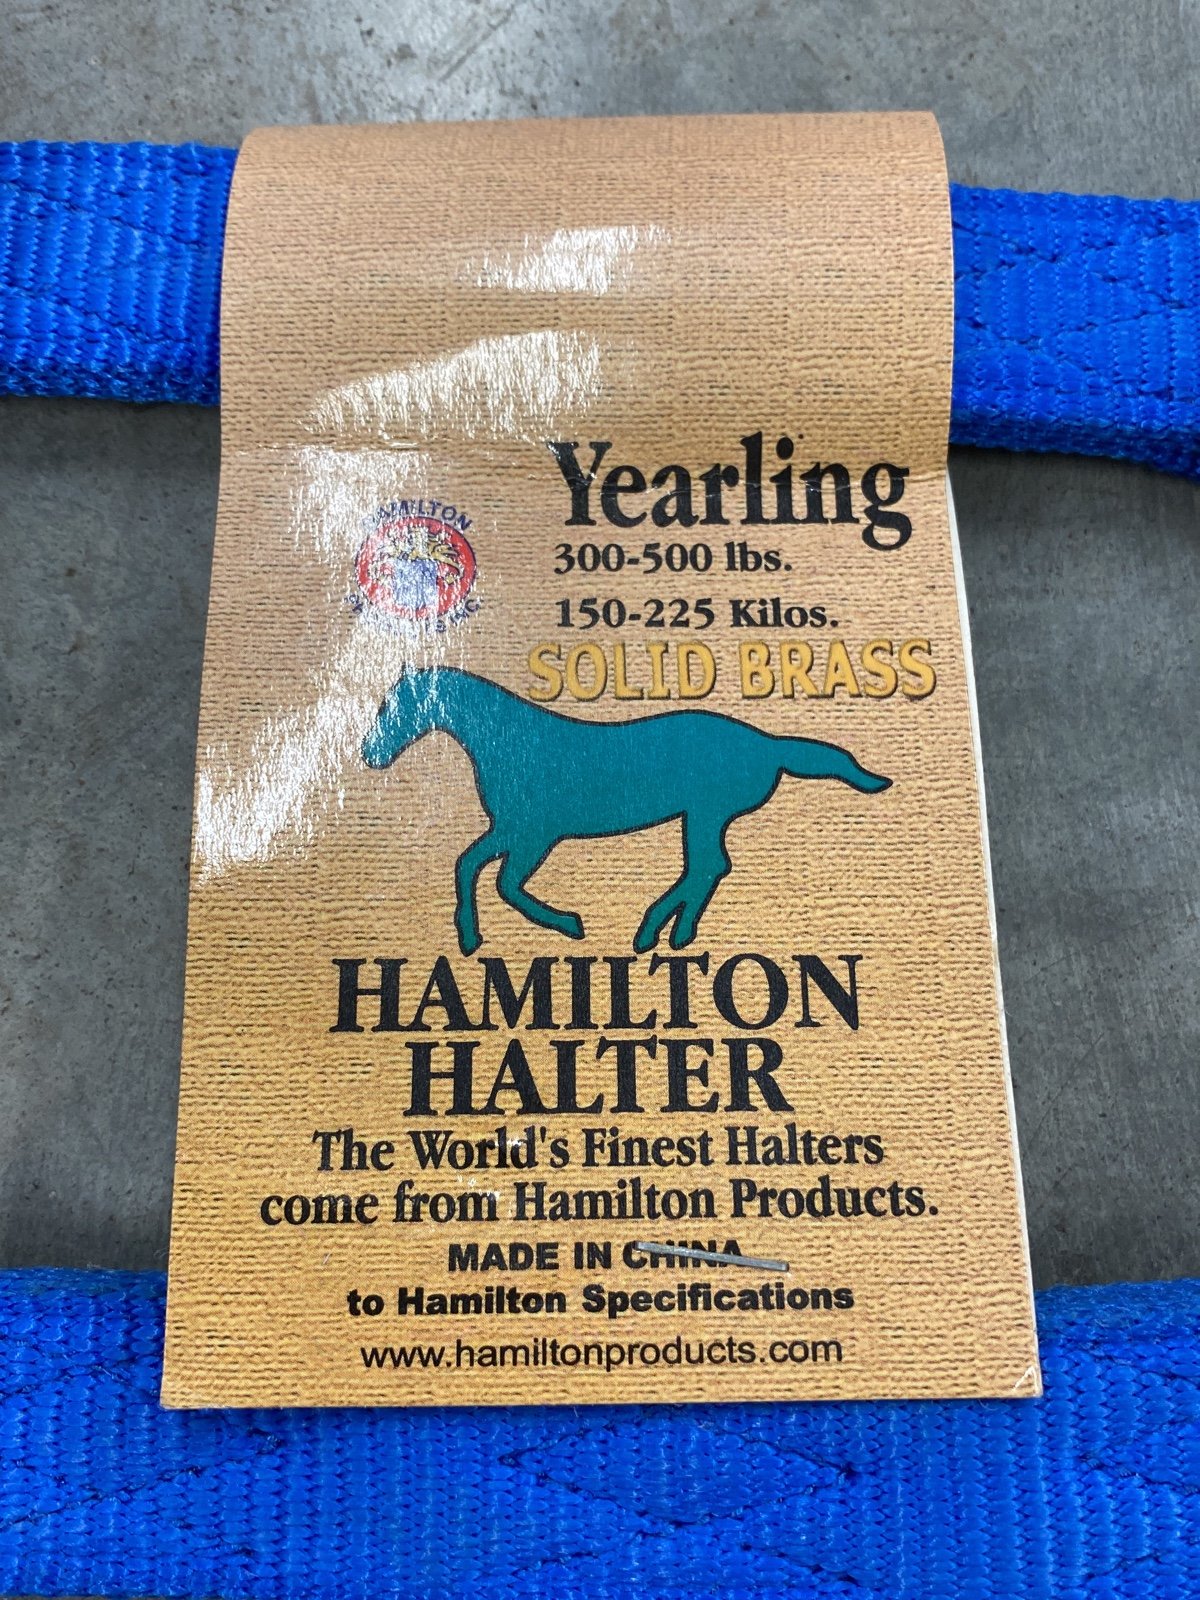 Yearling
300-500 lbs.
150-225 Kilos.
SOLID BRASS
HAMILTON
HAMILTON
HALTER
The World's Finest Halters
come from Hamilton Products.
MADE IN CHINA
to Hamilton Specifications
www.hamiltonproducts.com